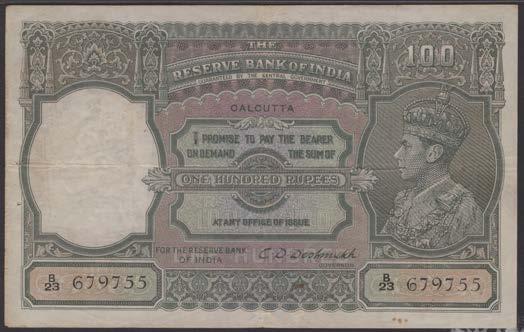 THE
RESERVE BANK OF INDIA
100
GUARANTEED BY THE CENTRAL GOVERNMENT
CALCUTTA
I PROMISE TO PAY THE BEARER
ON DEMAND THE SUM OF
ONE HUNDRED RUPEES
AT ANY OFFICE OF ISSUE
FOR THE RESERVE BANK
OF INDIA
C D Deshmukh
GOVERNOR
B/23 679755
B/23 679755